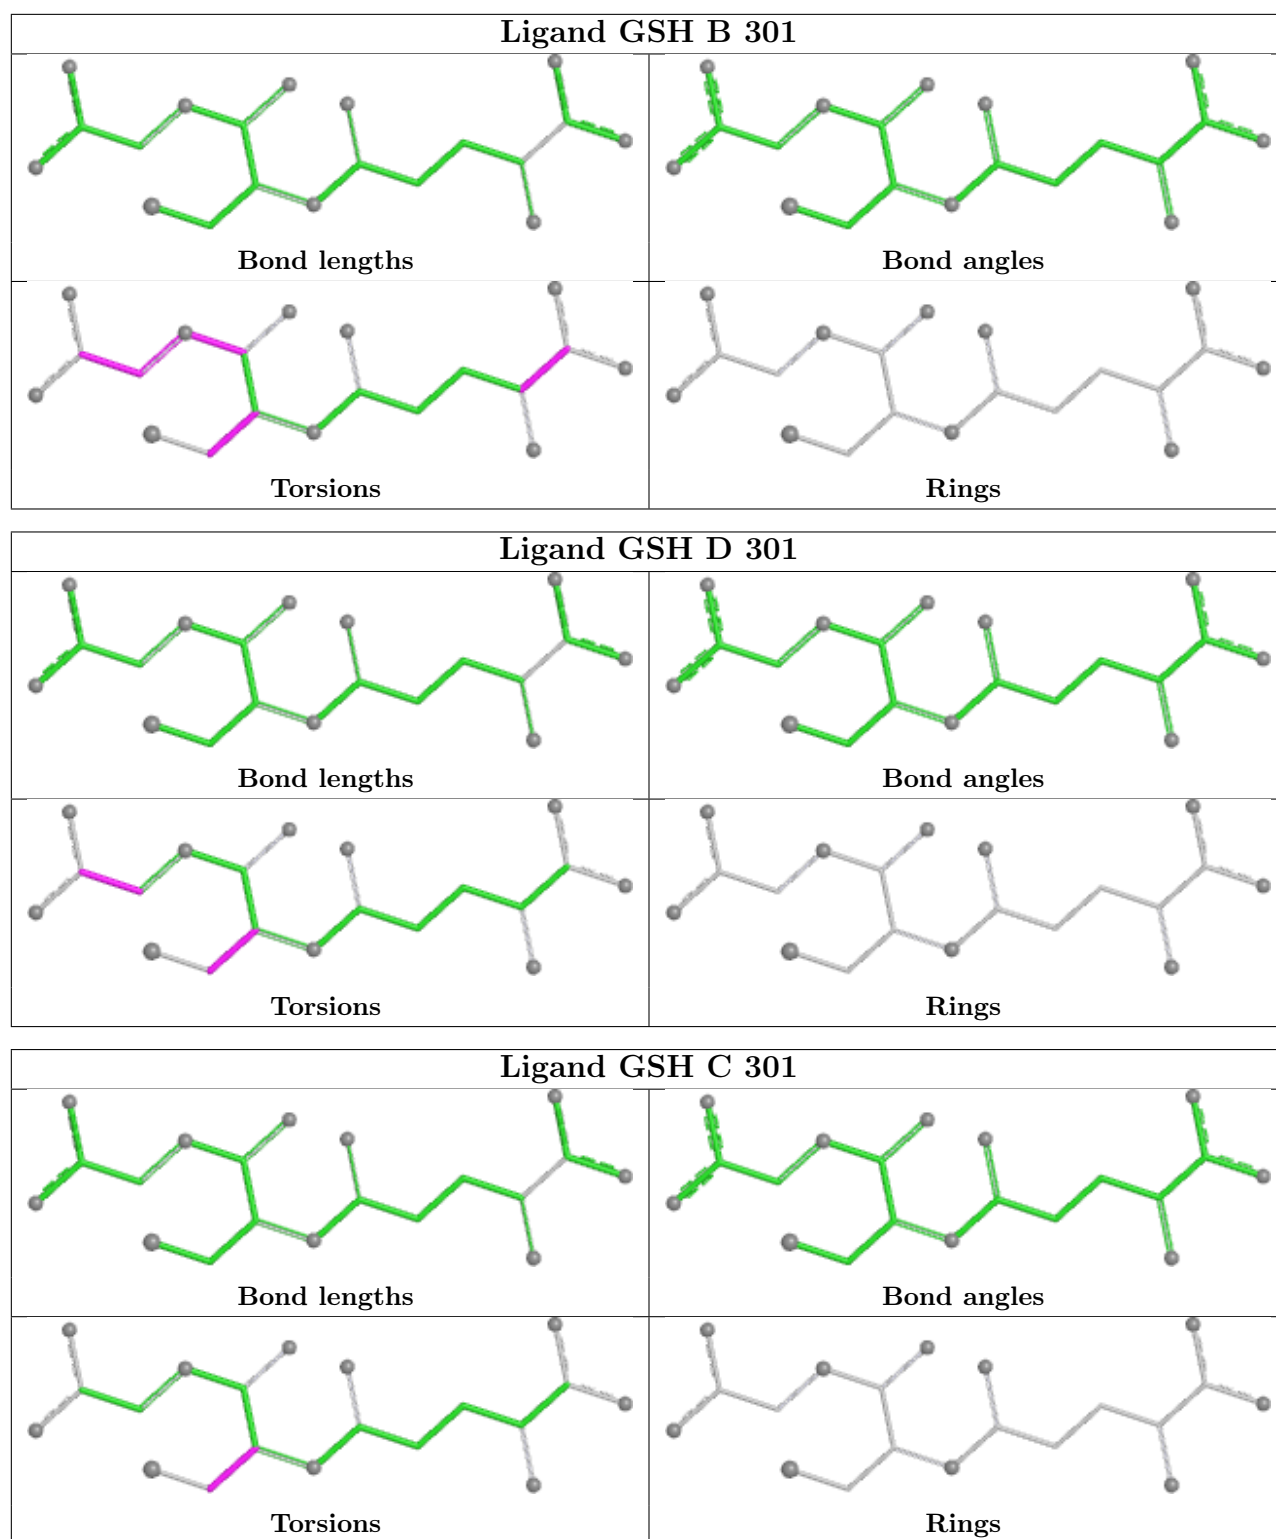 Ligand GSH B 301
Bond lengths
Bond angles
Torsions
Rings
Ligand GSH D 301
Bond lengths
Bond angles
Torsions
Rings
Ligand GSH C 301
Bond lengths
Bond angles
Torsions
Rings